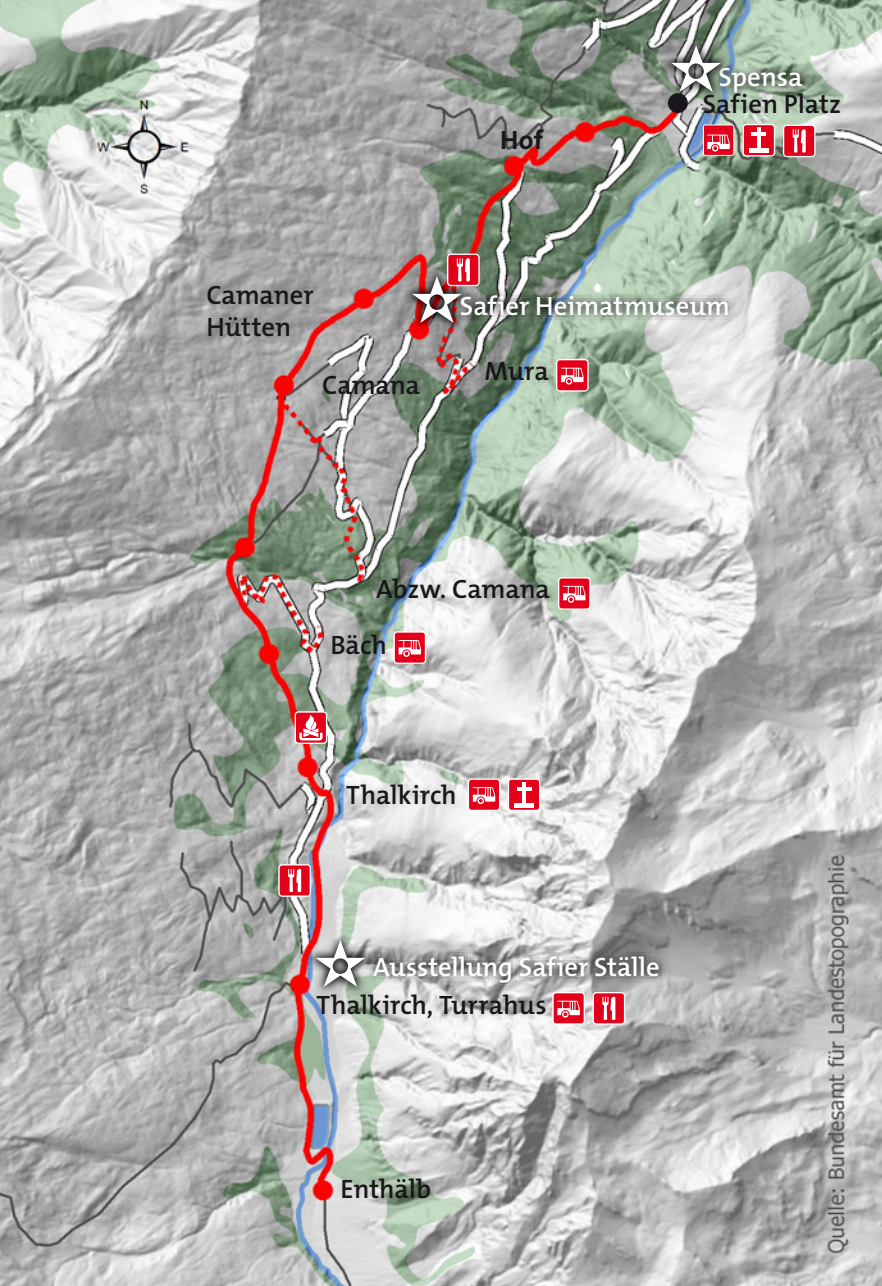 Spensa
Safien Platz
N
W
E
S
Hof
Camaner
Hütten
Safier Heimatmuseum
Camana
Mura
Abzw. Camana
Bäch
Thalkirch
Ausstellung Safier Ställe
Thalkirch, Turrahus
Enthälb
Quelle: Bundesamt für Landestopographie